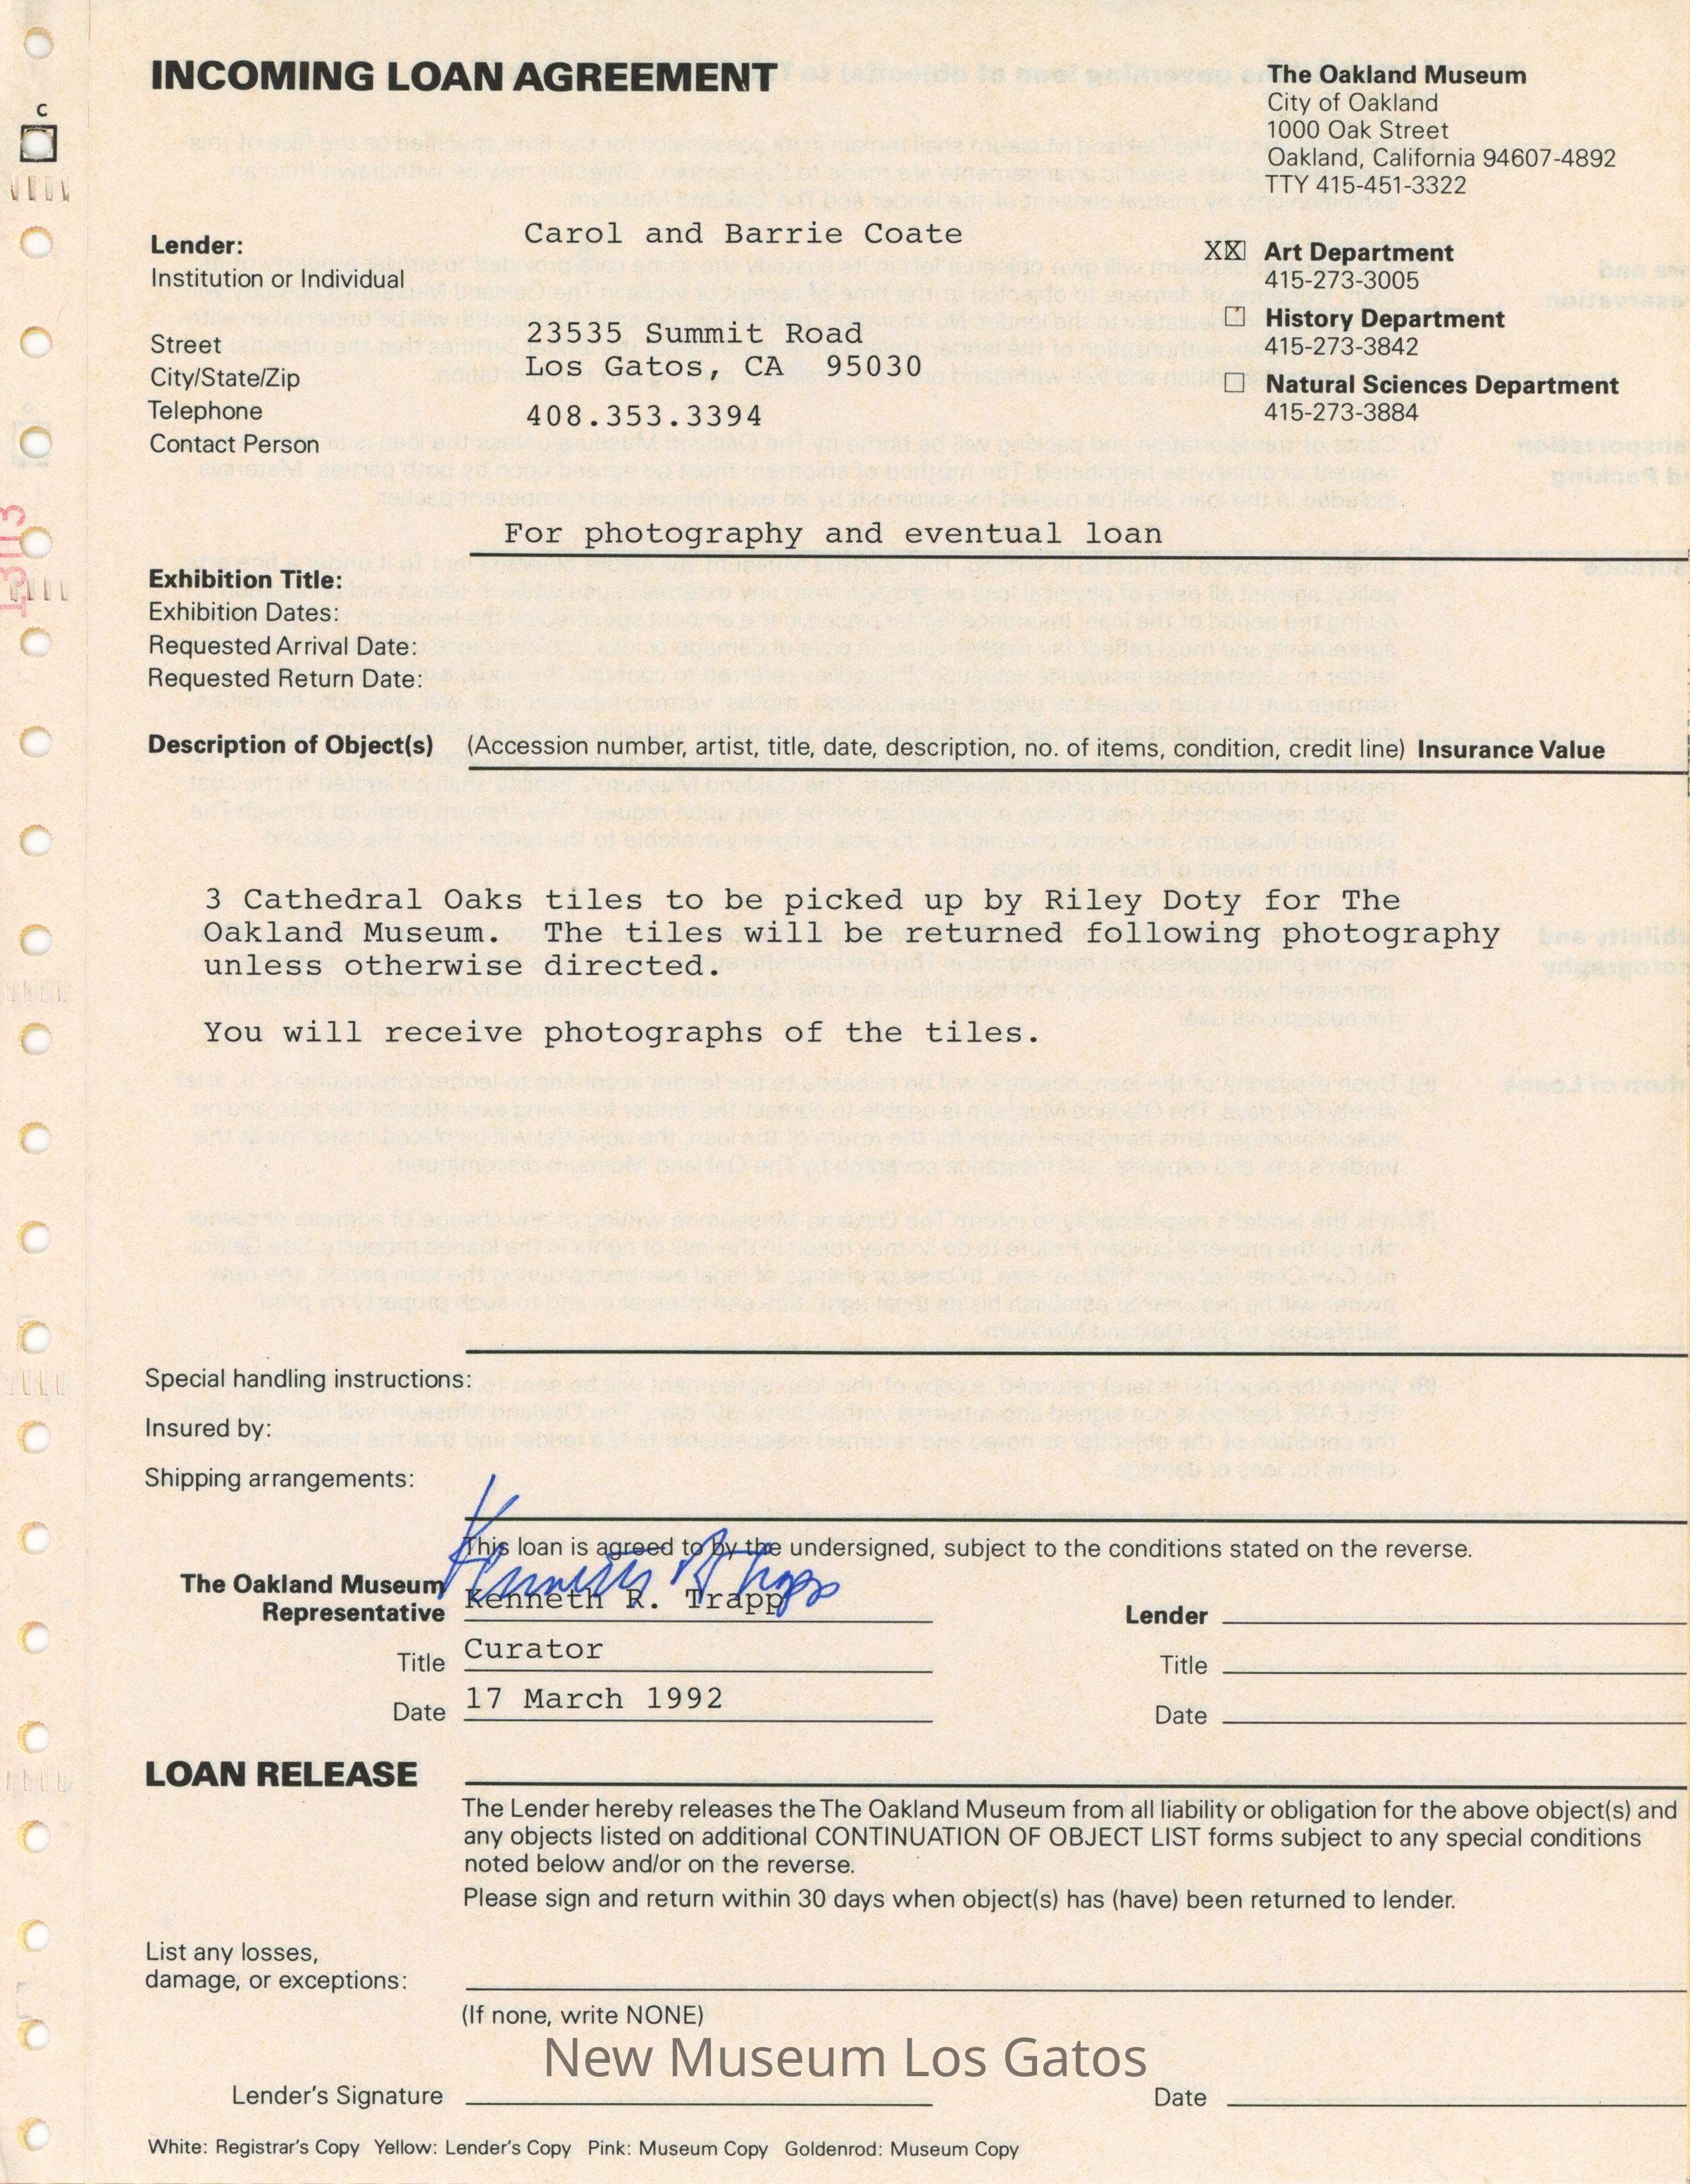 INCOMING LOAN AGREEMENT
The Oakland Museum
City of Oakland
1000 Oak Street
Oakland, California 94607-4892
TTY 415-451-3322
C
Lender: Carol and Barrie Coate
Institution or Individual
XX Art Department
415-273-3005
Street 23535 Summit Road
History Department
415-273-3842
City/State/Zip Los Gatos, CA 95030
Telephone 408.353.3394
Natural Sciences Department
415-273-3884
Contact Person
1303
For photography and eventual loan
Exhibition Title:
Exhibition Dates:
Requested Arrival Date:
Requested Return Date:
Description of Object(s) (Accession number, artist, title, date, description, no. of items, condition, credit line) Insurance Value
3 Cathedral Oaks tiles to be picked up by Riley Doty for The
Oakland Museum. The tiles will be returned following photography
unless otherwise directed.
You will receive photographs of the tiles.
Special handling instructions:
Insured by:
Shipping arrangements:
This loan is agreed to by the undersigned, subject to the conditions stated on the reverse.
Kenneth R Trapp
The Oakland Museum
Representative Kenneth R. Trapp
Lender
Title Curator
Title
Date 17 March 1992
Date
LOAN RELEASE
The Lender hereby releases the The Oakland Museum from all liability or obligation for the above object(s) and
any objects listed on additional CONTINUATION OF OBJECT LIST forms subject to any special conditions
noted below and/or on the reverse.
Please sign and return within 30 days when object(s) has (have) been returned to lender.
List any losses,
damage, or exceptions:
(If none, write NONE)
New Museum Los Gatos
Lender's Signature
Date
White: Registrar's Copy Yellow: Lender's Copy Pink: Museum Copy Goldenrod: Museum Copy